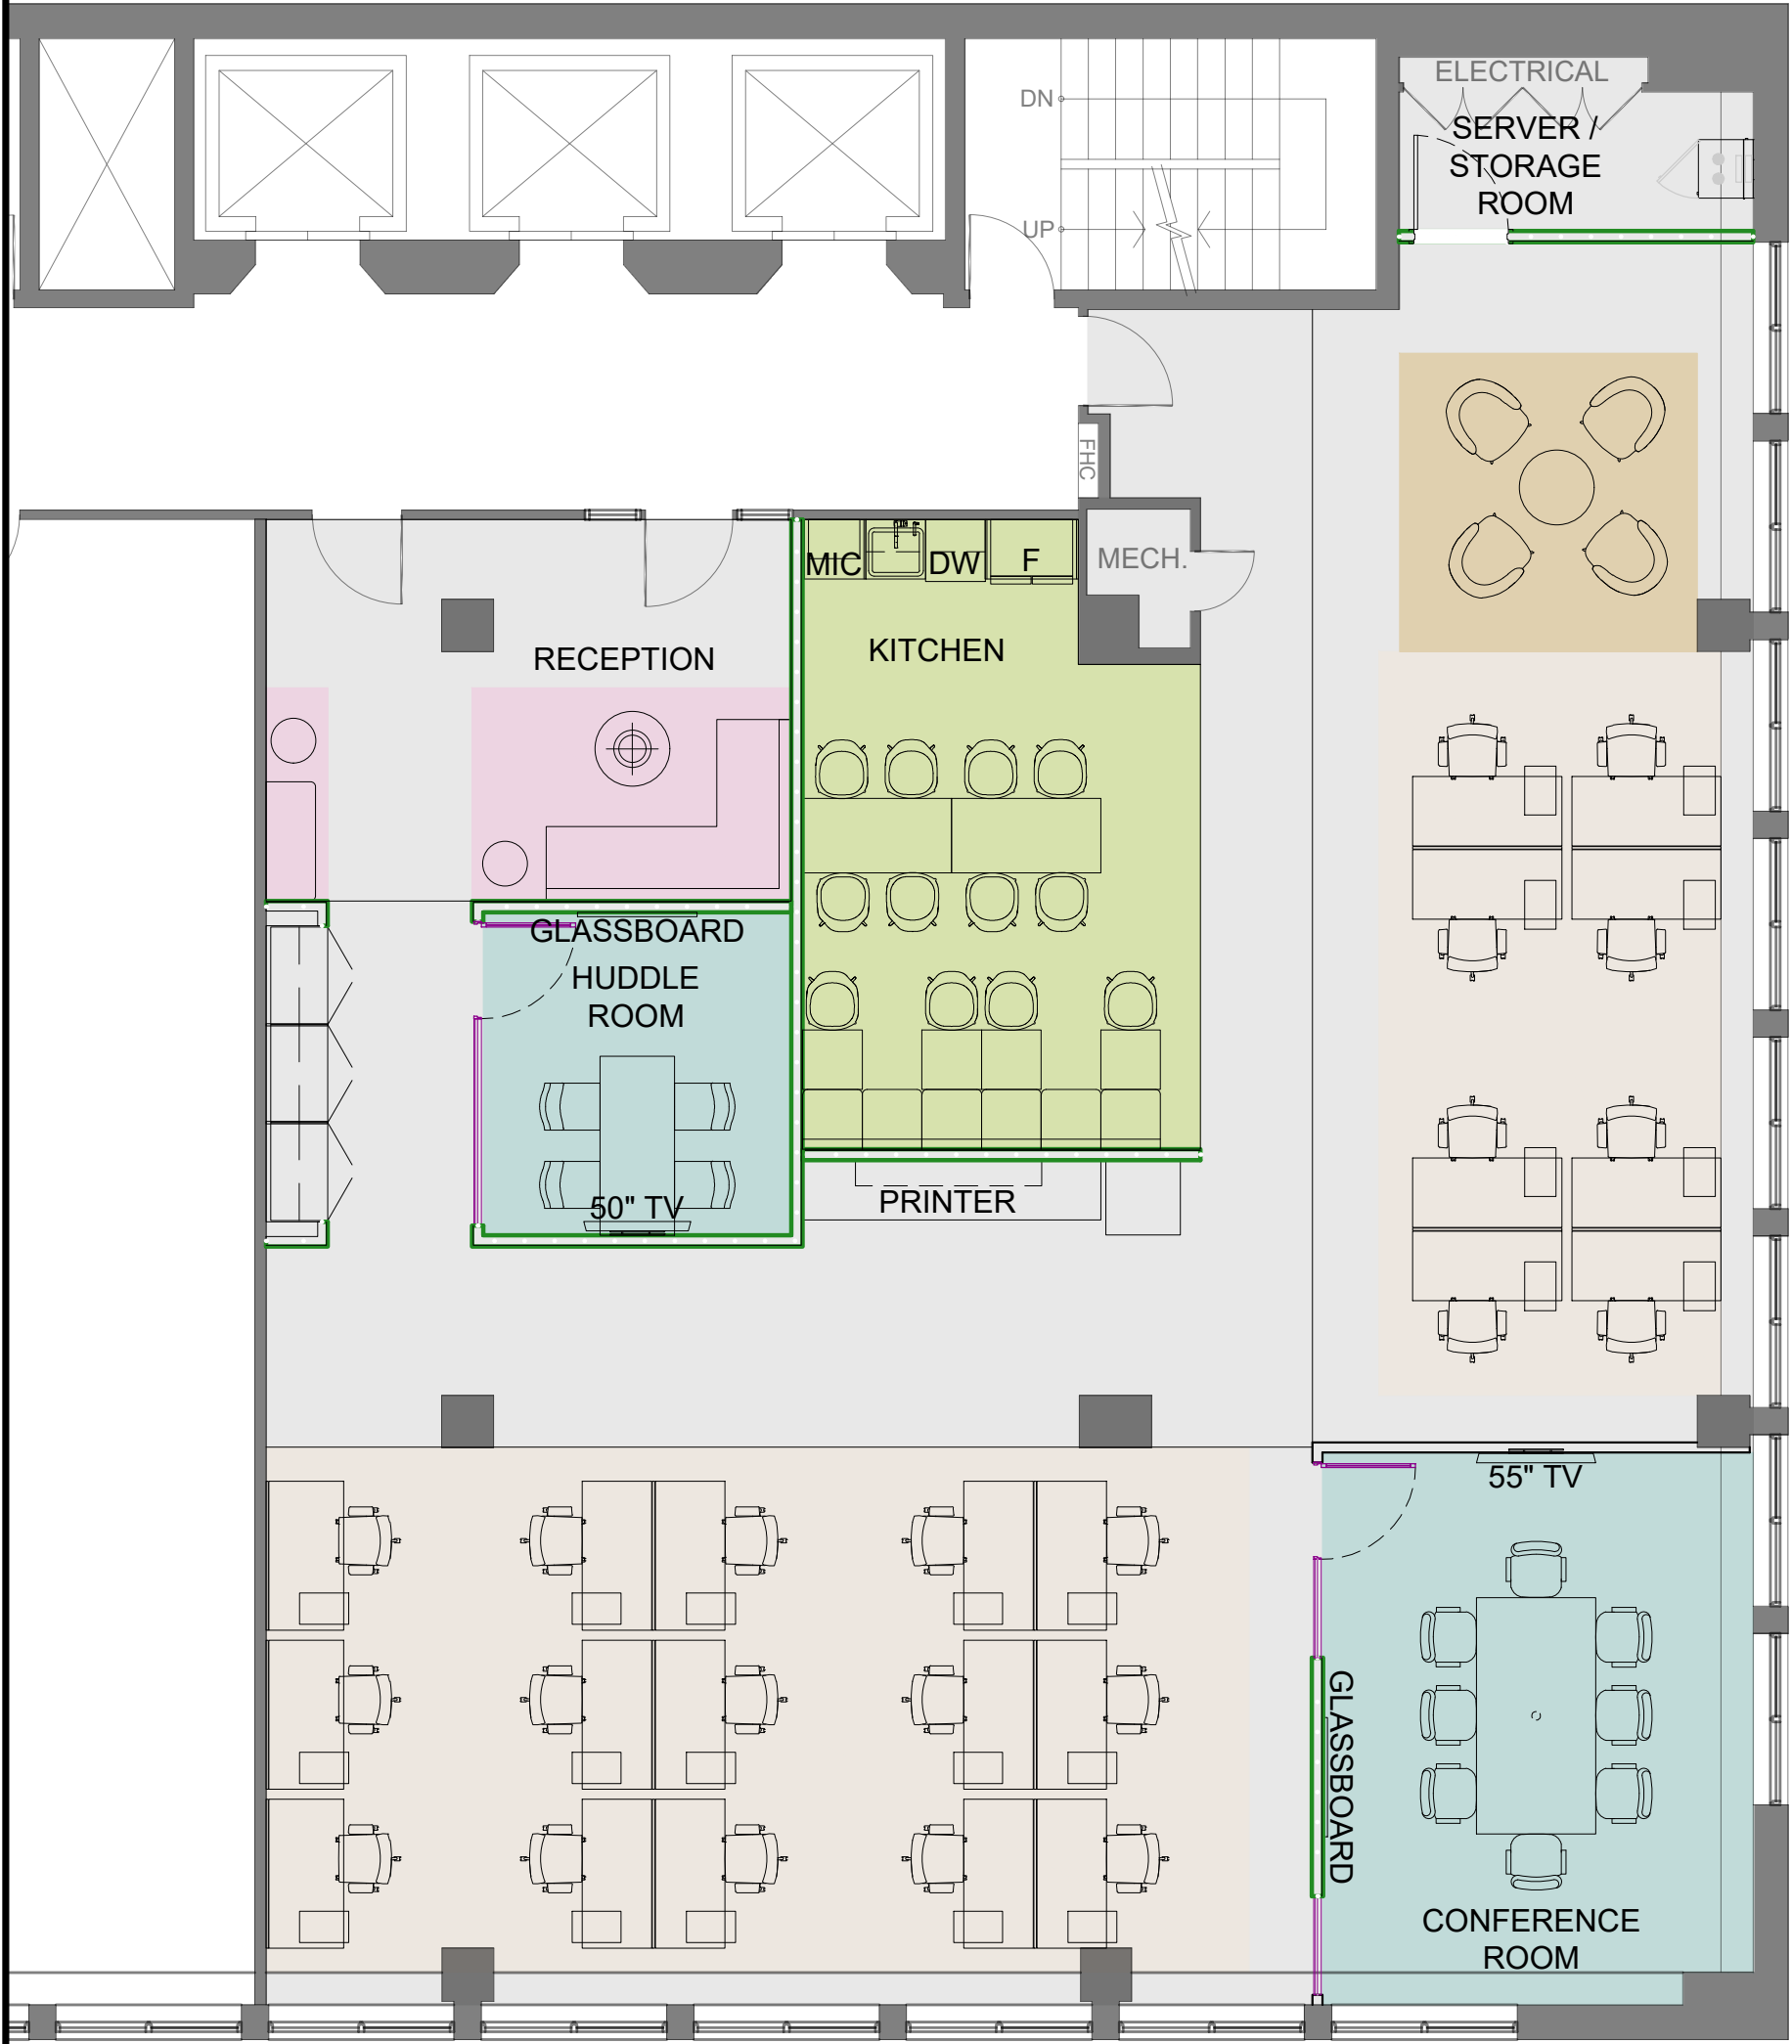 ELECTRICAL
DN
SERVER /
STORAGE
ROOM
UP
FHC
MIC
DW
F
MECH.
RECEPTION
KITCHEN
GLASSBOARD
HUDDLE
ROOM
50" TV
PRINTER
55" TV
GLASSBOARD
CONFERENCE
ROOM